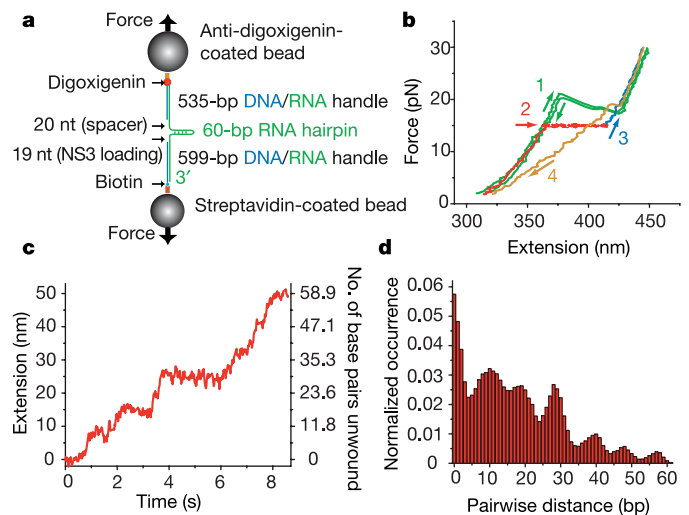 a
Force
Anti-digoxigenin-
coated bead
Digoxigenin
535-bp DNA/RNA handle
20 nt (spacer)
60-bp RNA hairpin
19 nt (NS3 loading)
599-bp DNA/RNA handle
Biotin
3′
Streptavidin-coated bead
Force
b
Force (pN)
30
20
10
0
1
2
3
4
300 350 400 450
Extension (nm)
c
Extension (nm)
50
40
30
20
10
0
No. of base pairs unwound
58.9
47.1
35.3
23.6
11.8
0
0 2 4 6 8
Time (s)
d
Normalized occurrence
0.06
0.05
0.04
0.03
0.02
0.01
0
0 10 20 30 40 50 60
Pairwise distance (bp)